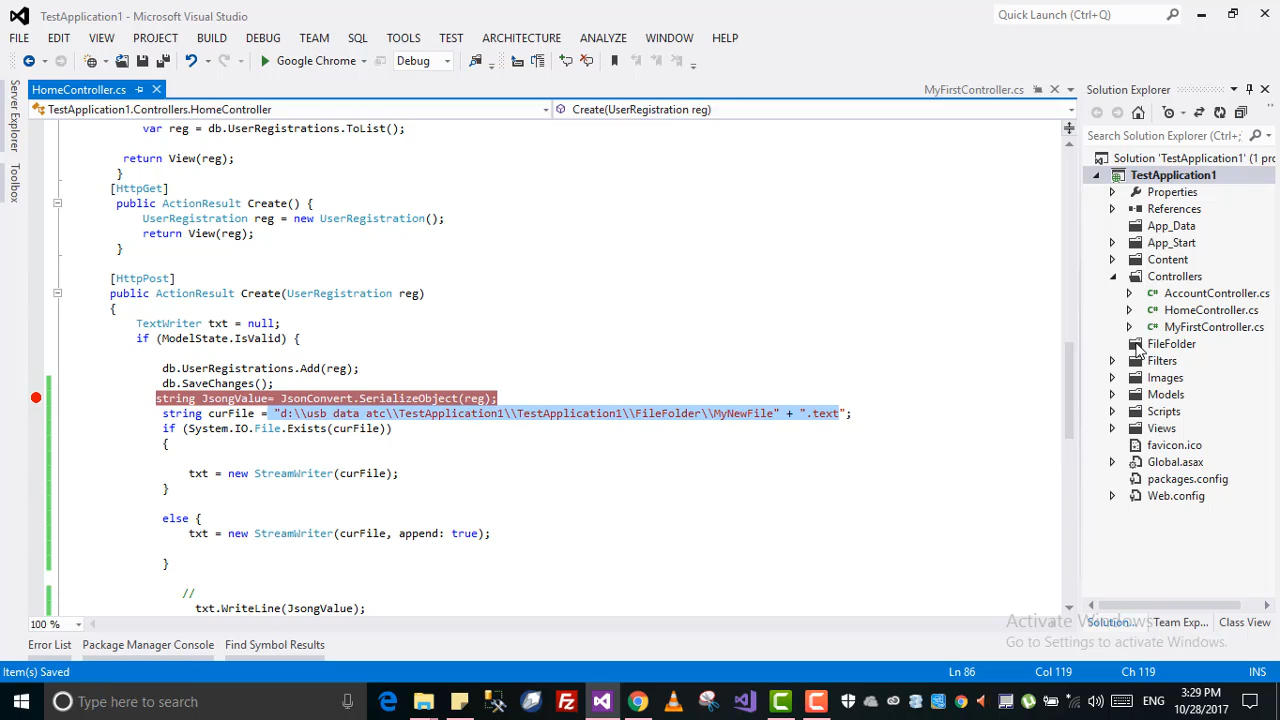 TestApplication1 - Microsoft Visual Studio
Quick Launch (Ctrl+Q)
FILE EDIT VIEW PROJECT BUILD DEBUG TEAM SQL TOOLS TEST ARCHITECTURE ANALYZE WINDOW HELP
Google Chrome Debug
Server Explorer
Toolbox
HomeController.cs
MyFirstController.cs
TestApplication1.Controllers.HomeController
Create(UserRegistration reg)
var reg = db.UserRegistrations.ToList();
return View(reg);
}
[HttpGet]
public ActionResult Create() {
UserRegistration reg = new UserRegistration();
return View(reg);
}
[HttpPost]
public ActionResult Create(UserRegistration reg)
{
TextWriter txt = null;
if (ModelState.IsValid) {
db.UserRegistrations.Add(reg);
db.SaveChanges();
string JsongValue= JsonConvert.SerializeObject(reg);
string curFile = "d:\\usb data atc\\TestApplication1\\TestApplication1\\FileFolder\\MyNewFile" + ".text";
if (System.IO.File.Exists(curFile))
{
txt = new StreamWriter(curFile);
}
else {
txt = new StreamWriter(curFile, append: true);
}
//
txt.WriteLine(JsongValue);
100 %
Solution Explorer
Search Solution Explorer (Ctrl+;
Solution 'TestApplication1' (1 pro
TestApplication1
Properties
References
App_Data
App_Start
Content
Controllers
AccountController.cs
HomeController.cs
MyFirstController.cs
FileFolder
Filters
Images
Models
Scripts
Views
favicon.ico
Global.asax
packages.config
Web.config
Solution... Team Exp... Class View
Activate Windows
Go to Settings to activate Windows.
Error List Package Manager Console Find Symbol Results
Item(s) Saved
Ln 86 Col 119 Ch 119 INS
Type here to search
ENG
3:29 PM
10/28/2017